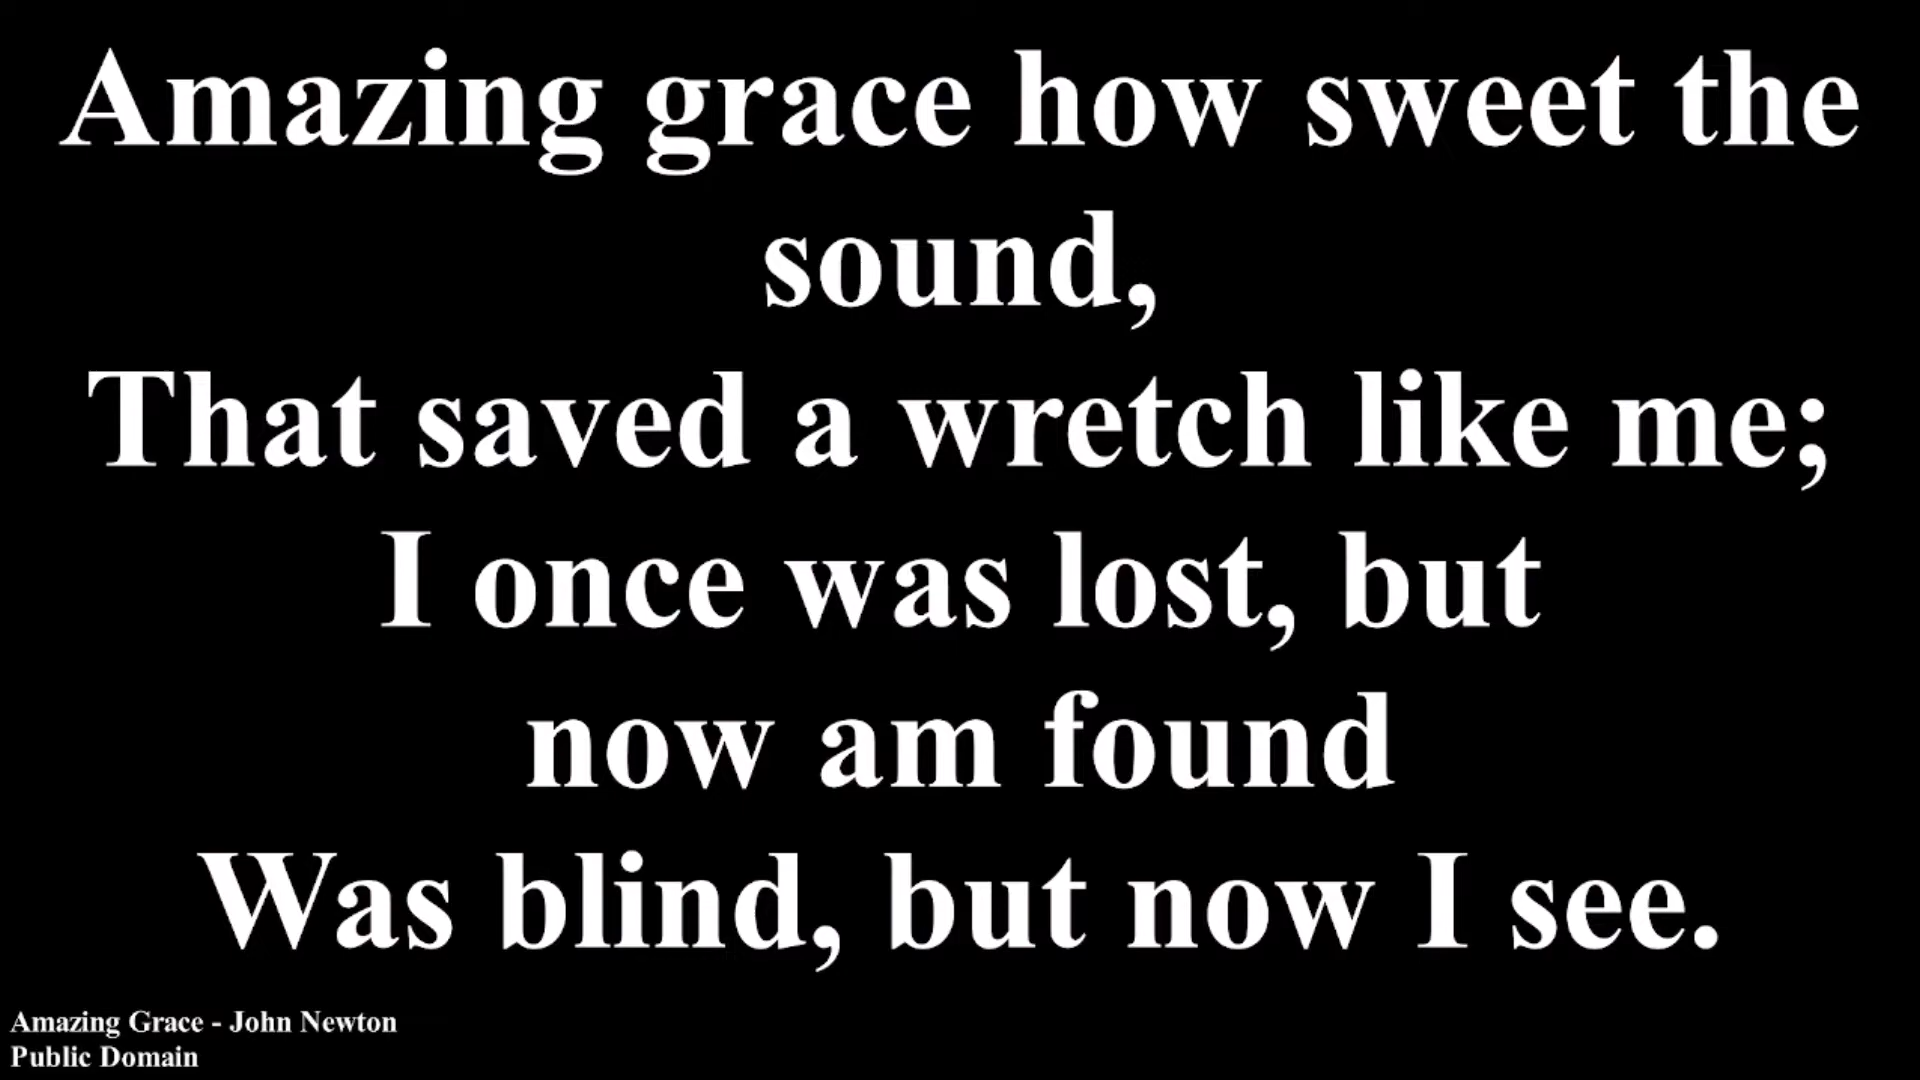 Amazing grace how sweet the
sound,
That saved a wretch like me;
I once was lost, but
now am found
Was blind, but now I see.
Amazing Grace - John Newton
Public Domain